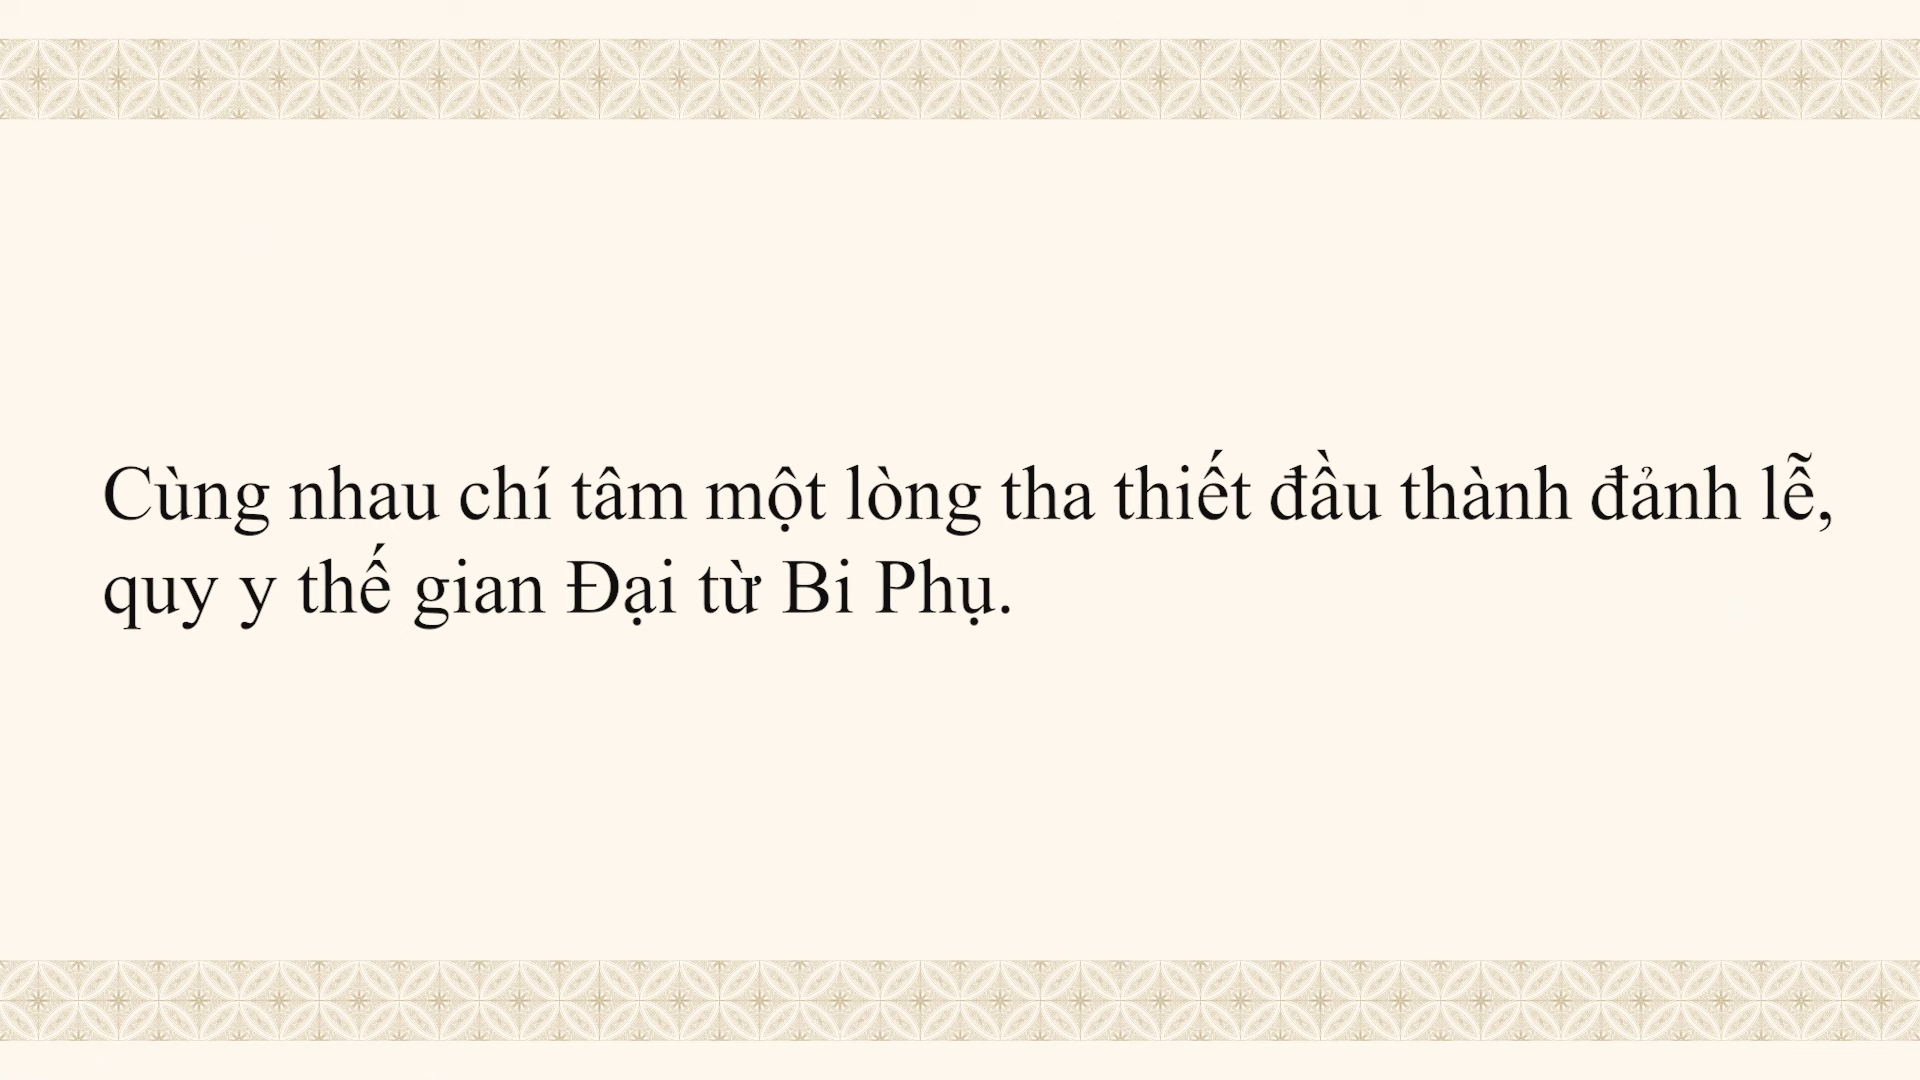 Cùng nhau chí tâm một lòng tha thiết đầu thành đảnh lễ,
quy y thế gian Đại từ Bi Phụ.